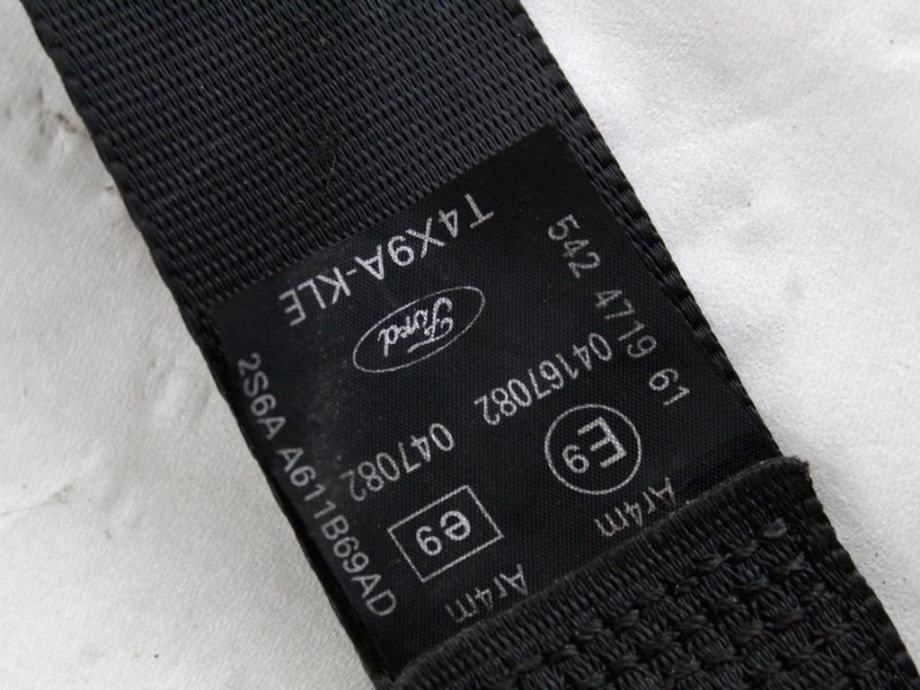 Ar4m Ar4m
e9 E9
047082 04167082
Ford
T4X9A-KLE
2S6A A611B69AD
542 4719 61